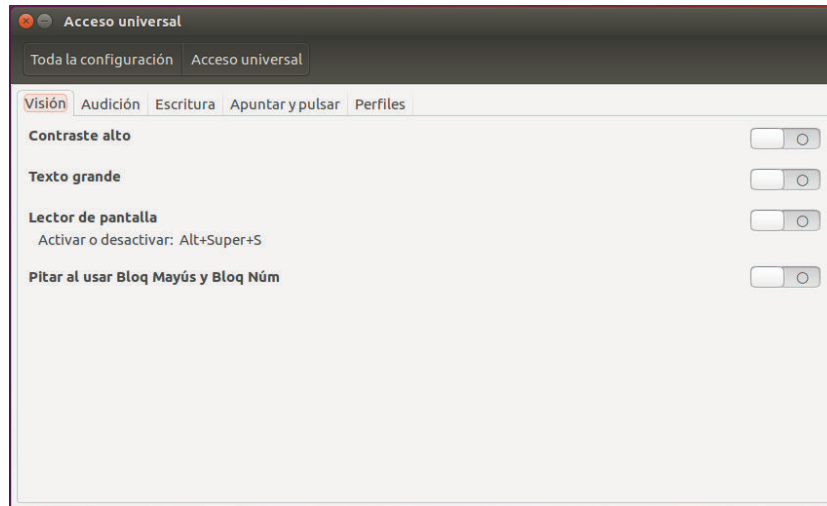 Acceso universal
Toda la configuración Acceso universal
Visión Audición Escritura Apuntar y pulsar Perfiles
Contraste alto
Texto grande
Lector de pantalla
Activar o desactivar: Alt+Super+S
Pitar al usar Bloq Mayús y Bloq Núm